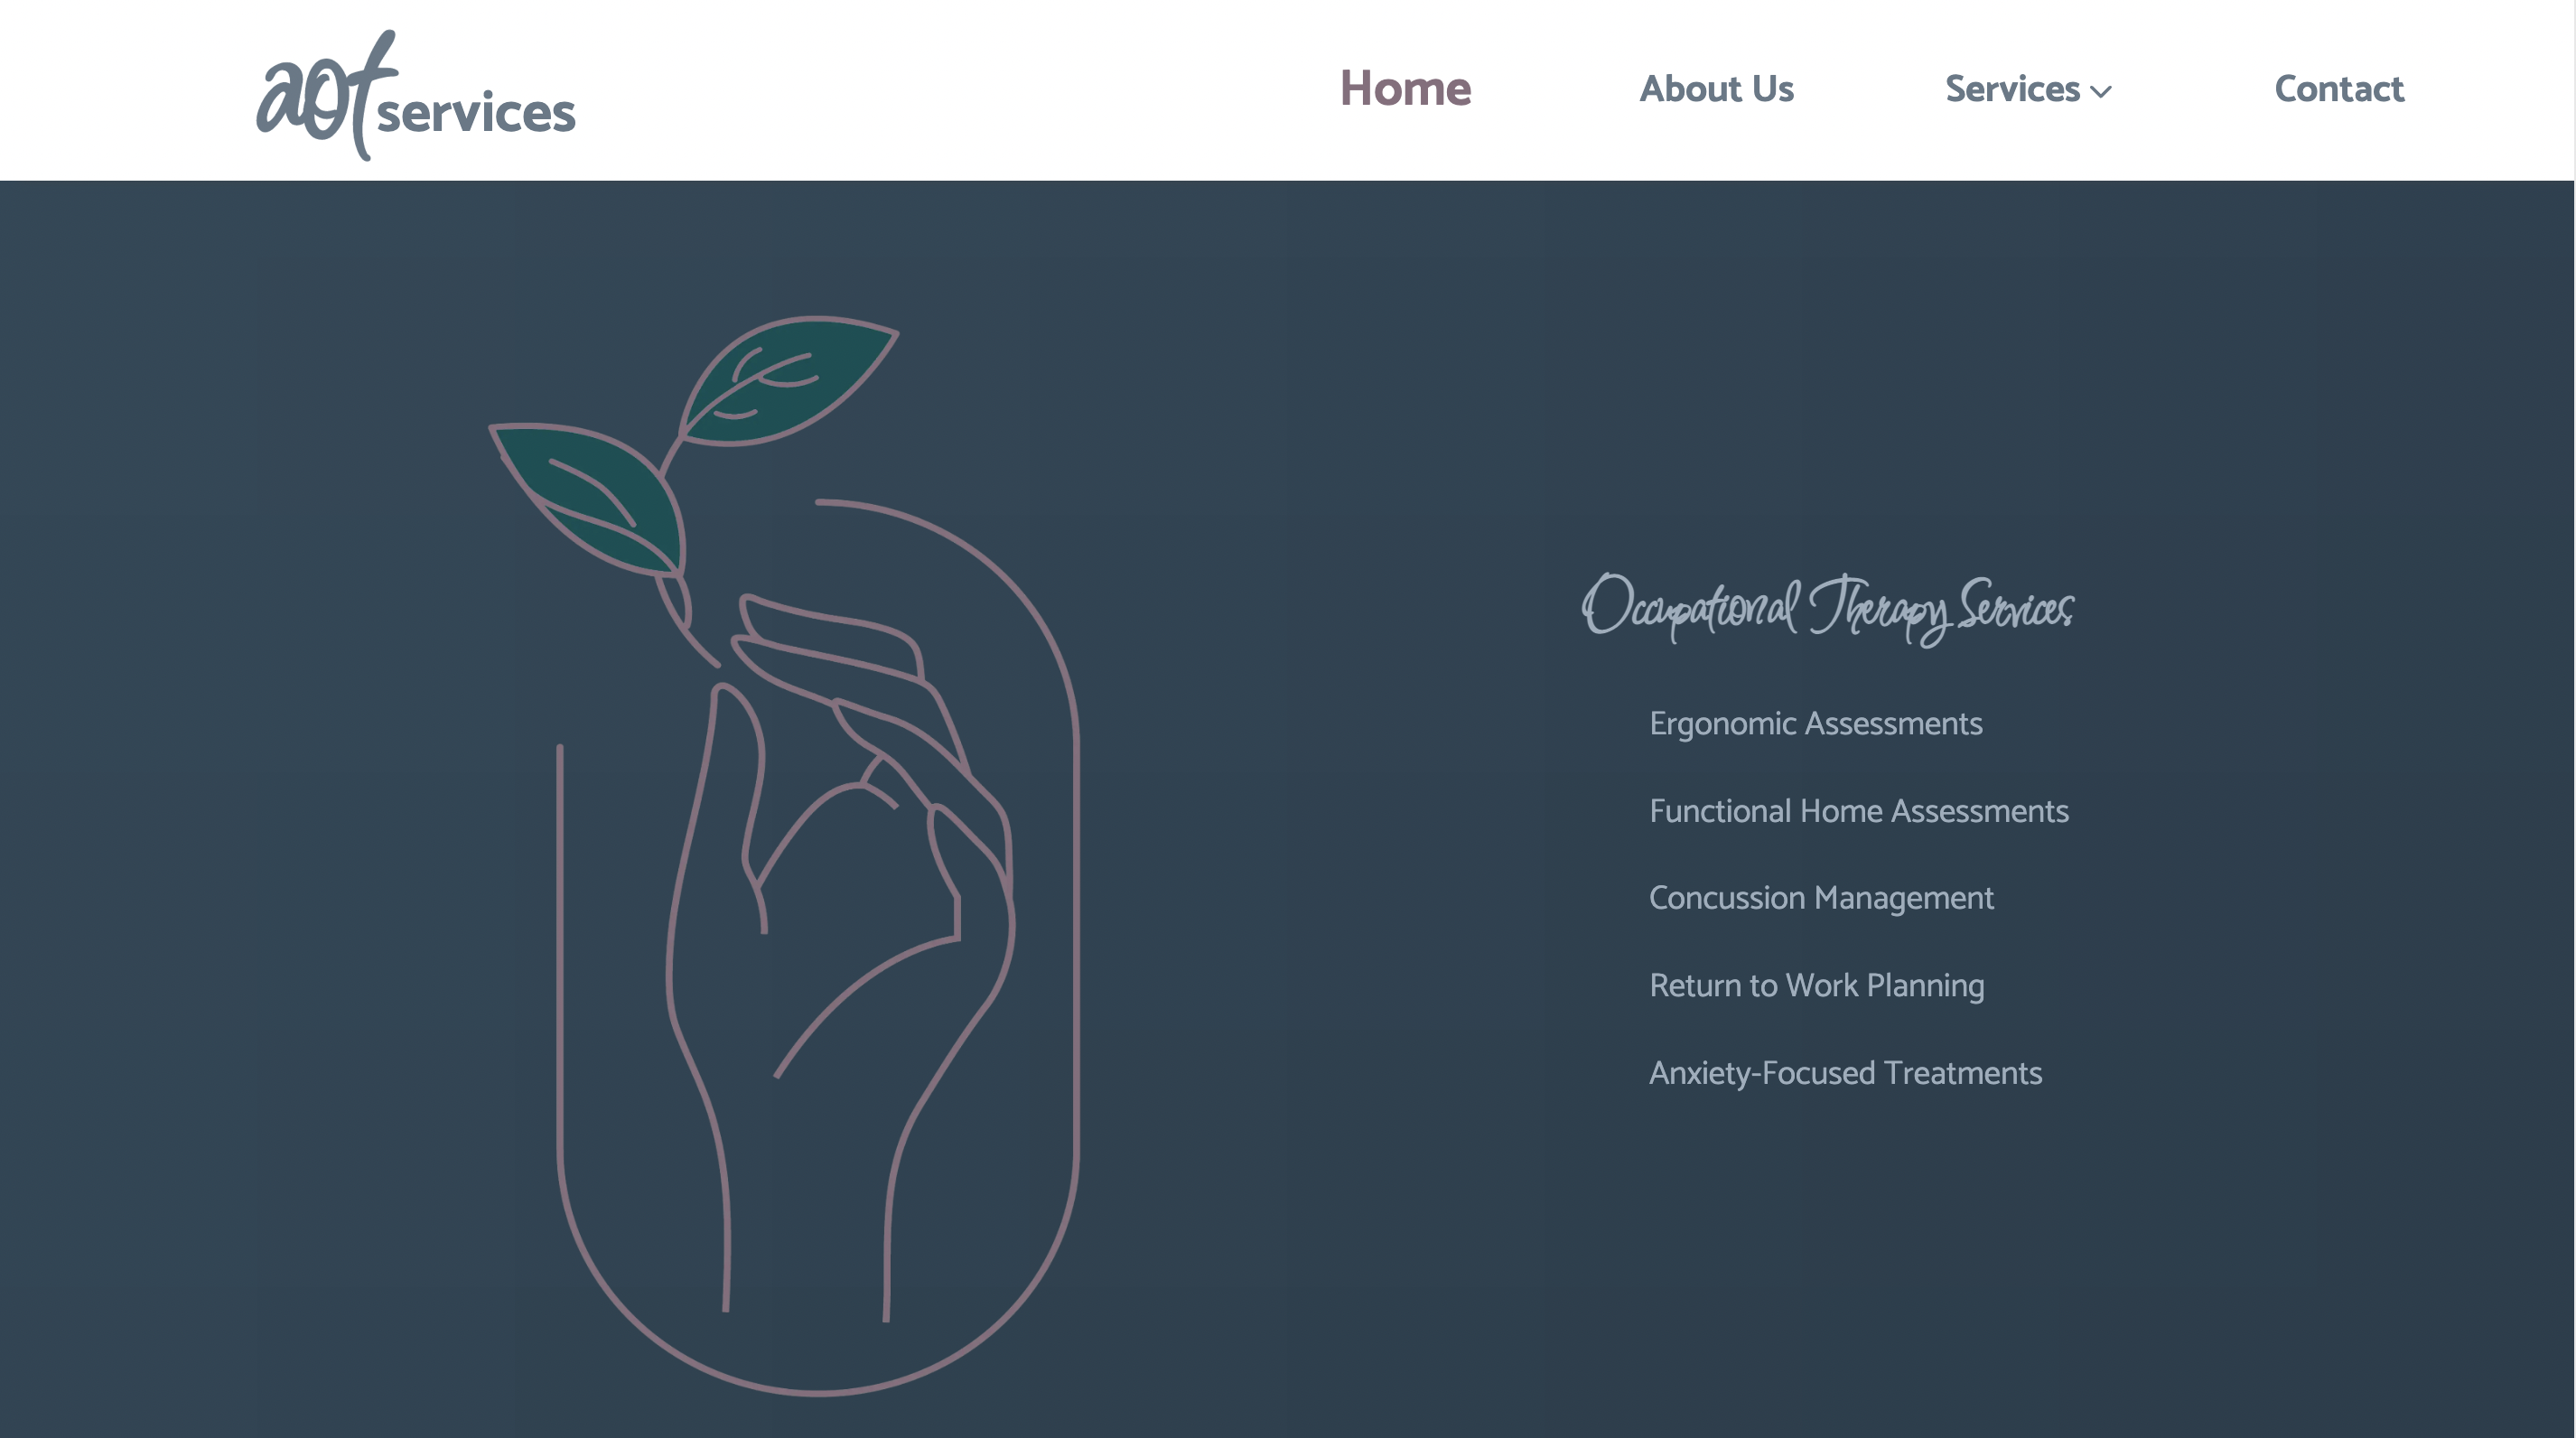 aot services
Home
About Us
Services
Contact
Occupational Therapy Services
Ergonomic Assessments
Functional Home Assessments
Concussion Management
Return to Work Planning
Anxiety-Focused Treatments